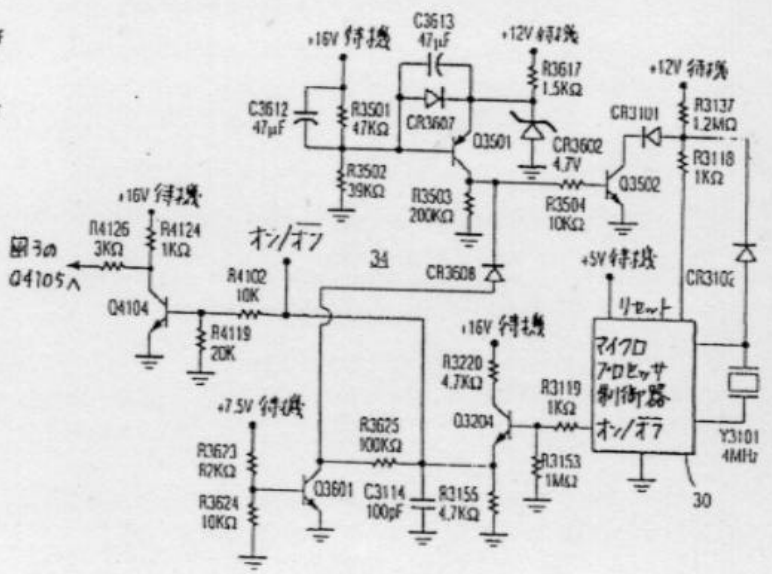 C3613
47μF
+16V 待機
+12V 待機
R3617
1.5KΩ
+12V 待機
C3612
47μF
R3501
47KΩ
CR3607
Q3501
CR3602
4.7V
CR3101
R3137
1.2MΩ
R3118
1KΩ
Q3502
R3502
39KΩ
R3503
200KΩ
R3504
10KΩ
+16V 待機
R4126
3KΩ
R4124
1KΩ
オン/オフ
34
CR3608
+5V 待機
CR3102
図3の
Q4105へ
R4102
10K
Q4104
R4119
20K
+16V 待機
リセット
マイクロ
プロセッサ
制御器
オン/オフ
R3220
4.7KΩ
R3119
1KΩ
Q3204
Y3101
4MHz
+7.5V 待機
R3625
100KΩ
R3623
82KΩ
Q3601
C3114
100pF
R3155
4.7KΩ
R3153
1MΩ
30
R3624
10KΩ